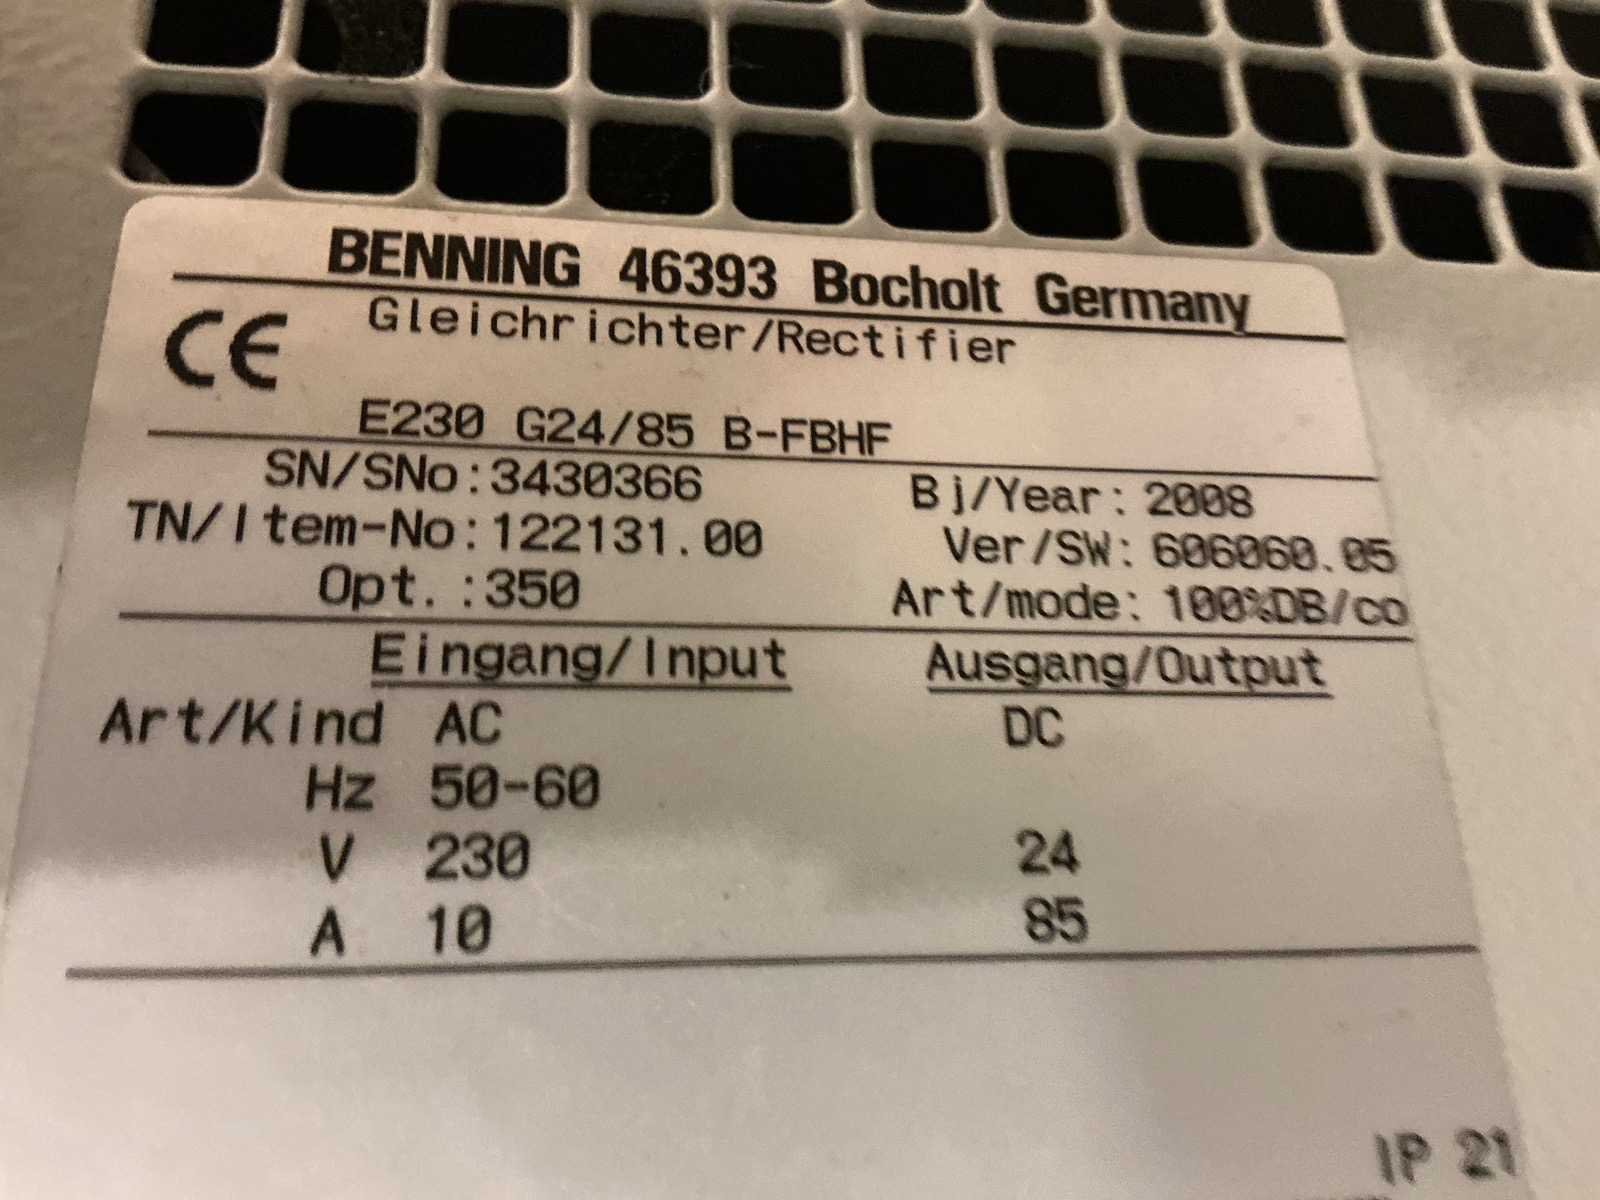 BENNING 46393 Bocholt Germany
CE Gleichrichter/Rectifier
E230 G24/85 B-FBHF
SN/SNo:3430366 Bj/Year: 2008
TN/Item-No:122131.00 Ver/SW: 606060.05
Opt. :350 Art/mode: 100%DB/co
Eingang/Input Ausgang/Output
Art/Kind AC DC
Hz 50-60
V 230 24
A 10 85
IP 21